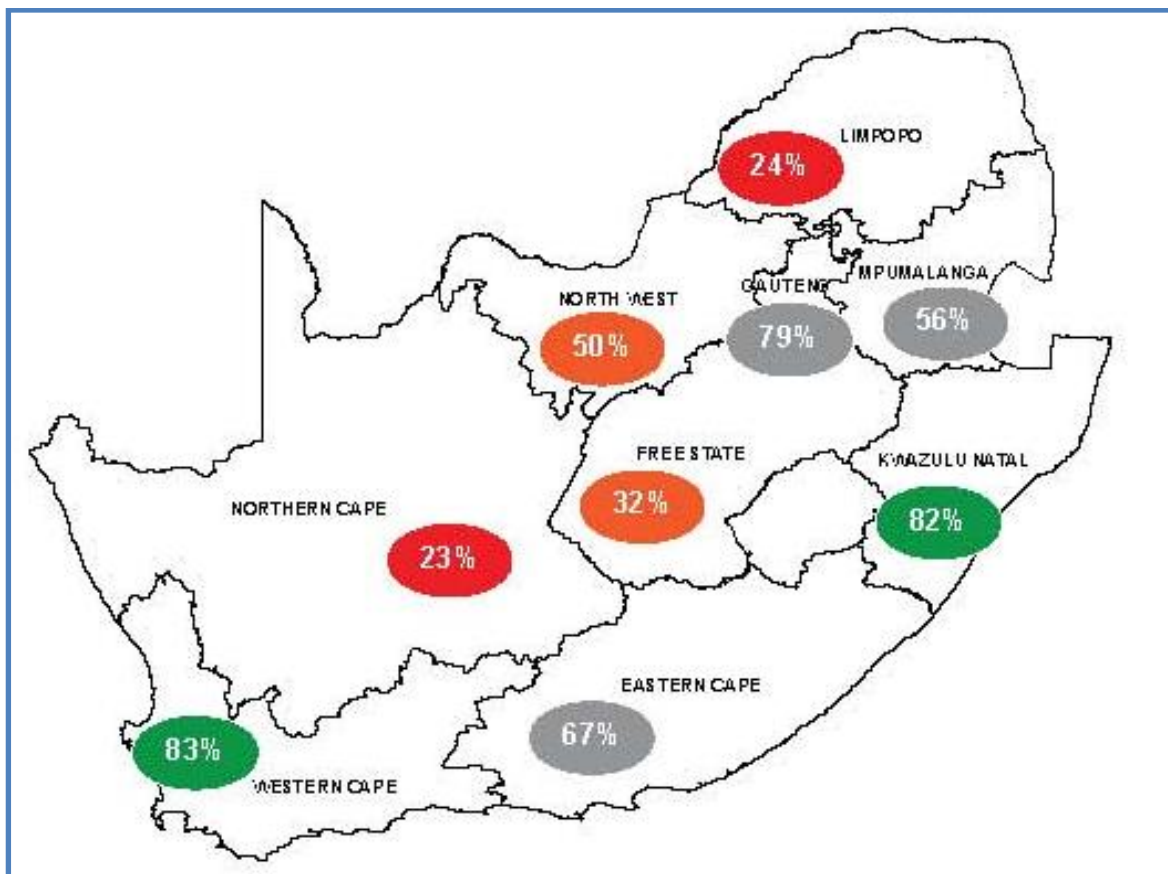 LIMPOPO
24%
MPUMALANGA
GAUTENG
NORTH WEST
56%
79%
50%
FREE STATE
KWAZULU NATAL
32%
82%
NORTHERN CAPE
23%
EASTERN CAPE
67%
83%
WESTERN CAPE